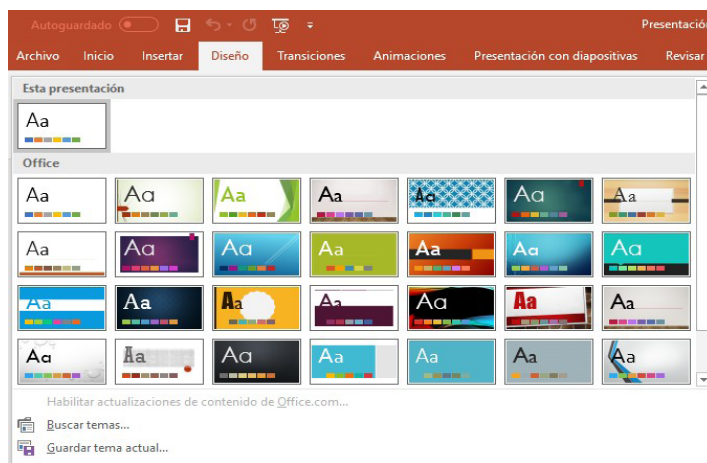 Autoguardado Presentación
Archivo Inicio Insertar Diseño Transiciones Animaciones Presentación con diapositivas Revisar
Esta presentación
Aa
Office
Aa Aa Aa Aa Aa Aa Aa
Aa Aa Aa Aa Aa Aa Aa
Aa Aa Aa Aa Aa Aa Aa
Aa Aa Aa Aa Aa Aa Aa
Habilitar actualizaciones de contenido de Office.com...
Buscar temas...
Guardar tema actual...